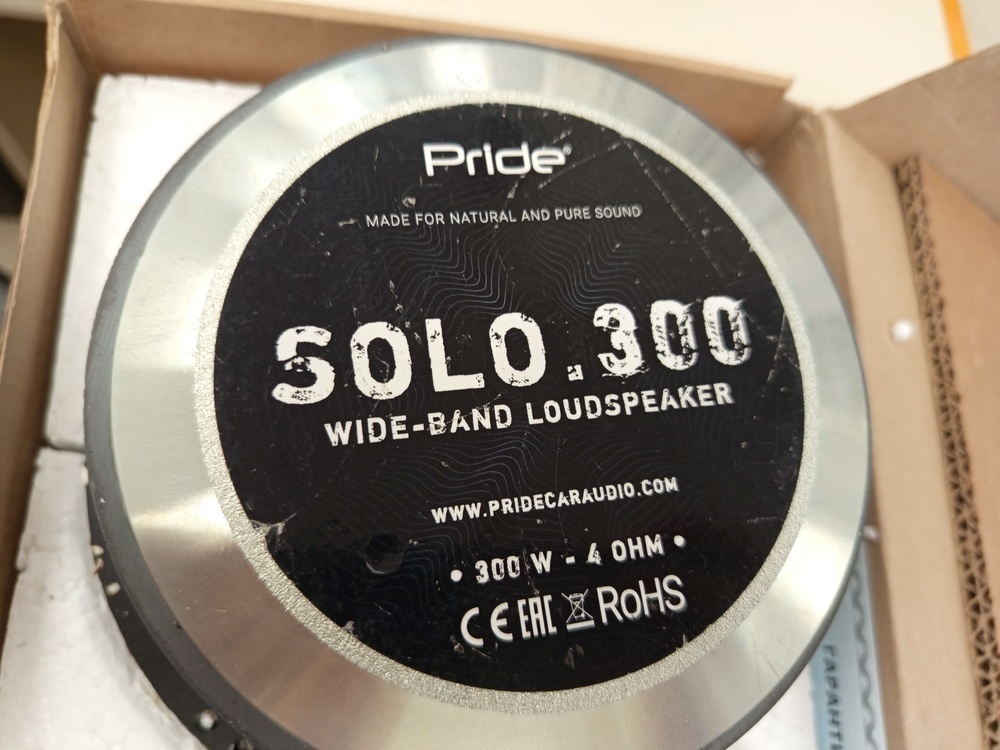 Pride®
MADE FOR NATURAL AND PURE SOUND
SOLO.300
WIDE-BAND LOUDSPEAKER
WWW.PRIDECARAUDIO.COM
• 300 W - 4 OHM •
CE EAC RoHS